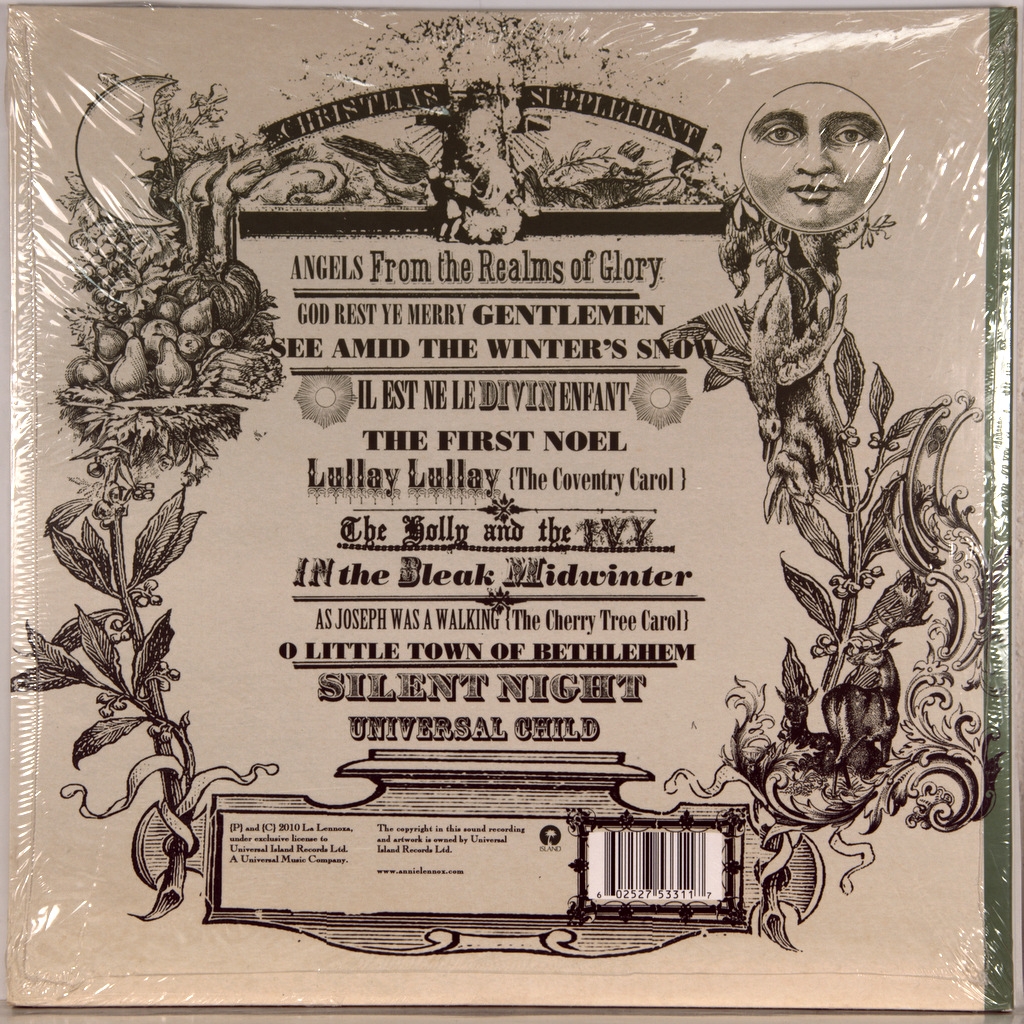 CHRISTMAS SUPPLEMENT
ANGELS From the Realms of Glory.
GOD REST YE MERRY GENTLEMEN
SEE AMID THE WINTER'S SNOW
IL EST NE LE DIVIN ENFANT
THE FIRST NOEL
Lullay Lullay {The Coventry Carol }
The Holly and the IVY
IN the Bleak Midwinter
AS JOSEPH WAS A WALKING {The Cherry Tree Carol}
O LITTLE TOWN OF BETHLEHEM
SILENT NIGHT
UNIVERSAL CHILD
(P) and (C) 2010 La Lennoxa,
under exclusive license to
Universal Island Records Ltd.
A Universal Music Company.
The copyright in this sound recording
and artwork is owned by Universal
Island Records Ltd.
www.annielennox.com
ISLAND
6 02527 53311 7